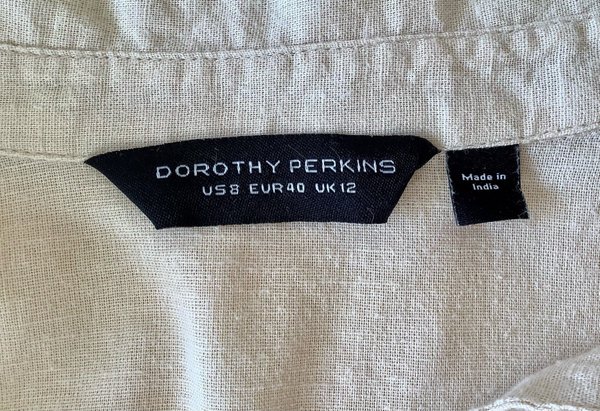 DOROTHY PERKINS
US8 EUR40 UK12
Made in
India